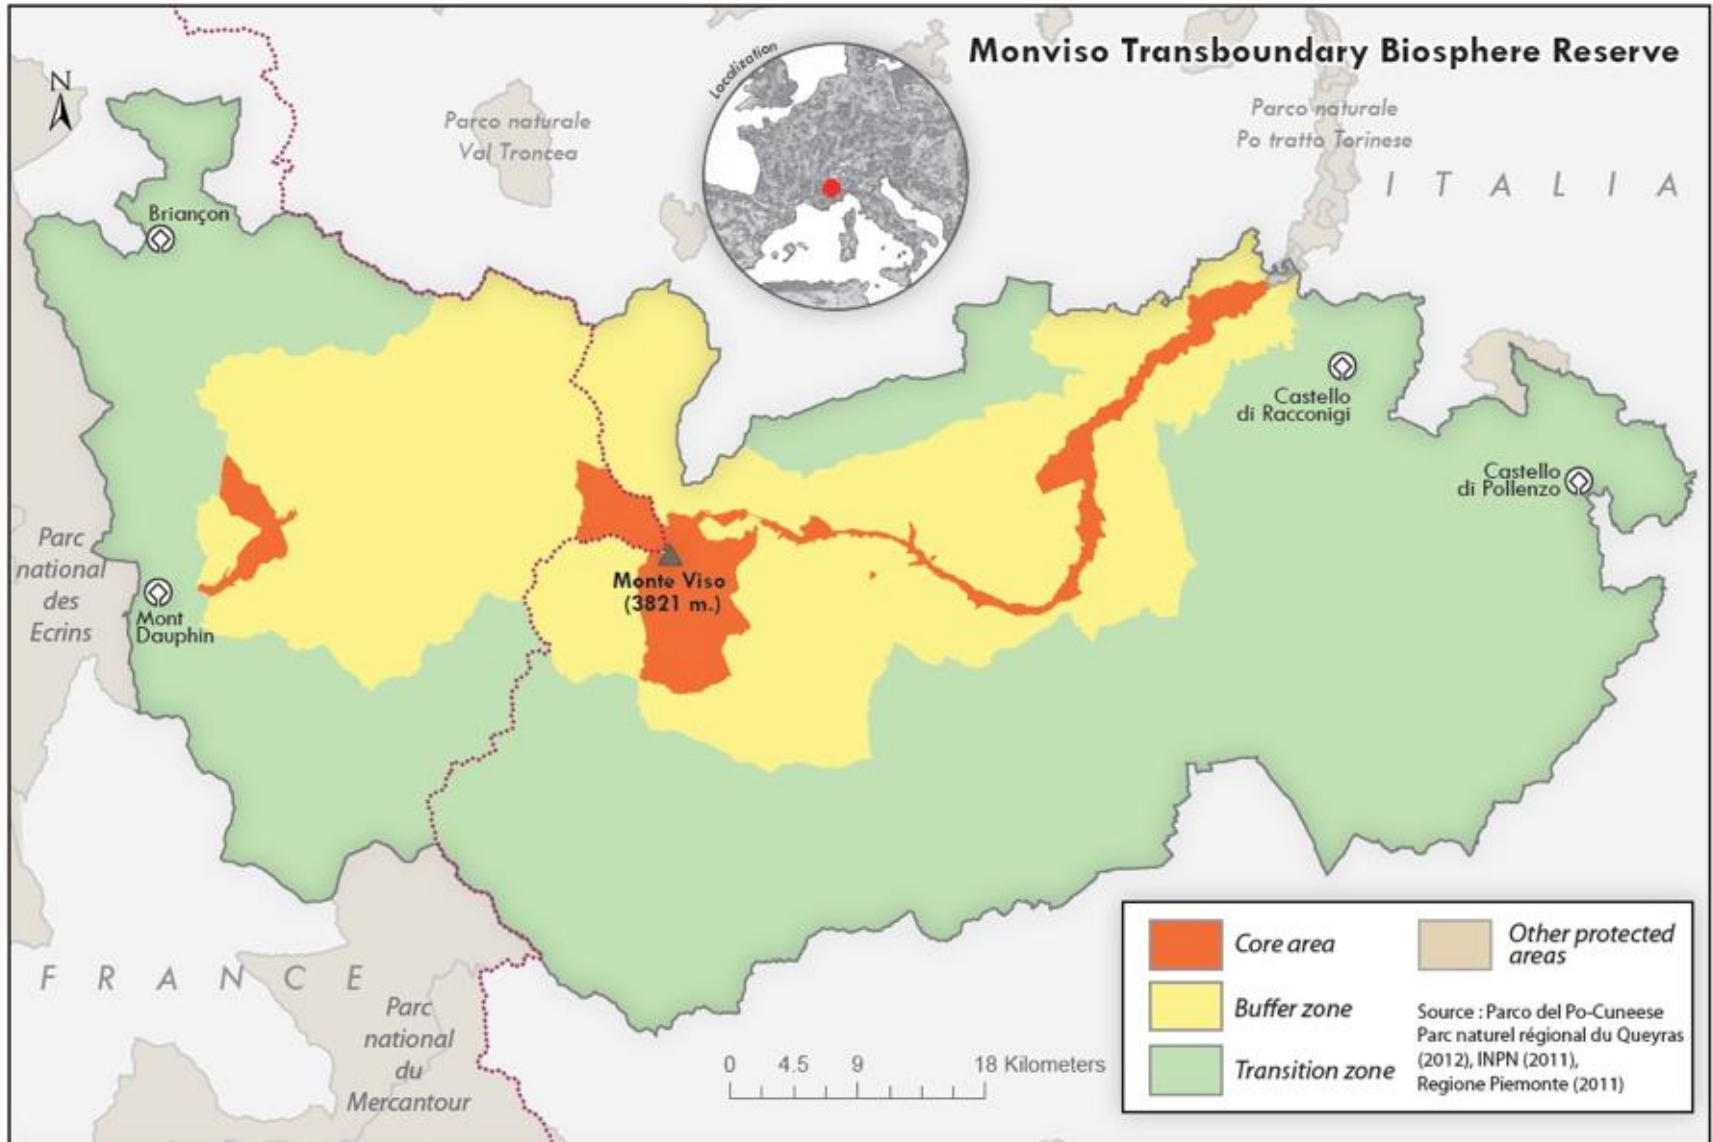 Monviso Transboundary Biosphere Reserve
Localization
N
Parco naturale
Val Troncea
Parco naturale
Po tratto Torinese
I T A L I A
Briançon
Castello
di Racconigi
Castello
di Pollenzo
Parc
national
des
Ecrins
Monte Viso
(3821 m.)
Mont
Dauphin
F R A N C E
Parc
national
du
Mercantour
0 4.5 9 18 Kilometers
Core area
Buffer zone
Transition zone
Other protected
areas
Source : Parco del Po-Cuneese
Parc naturel régional du Queyras
(2012), INPN (2011),
Regione Piemonte (2011)